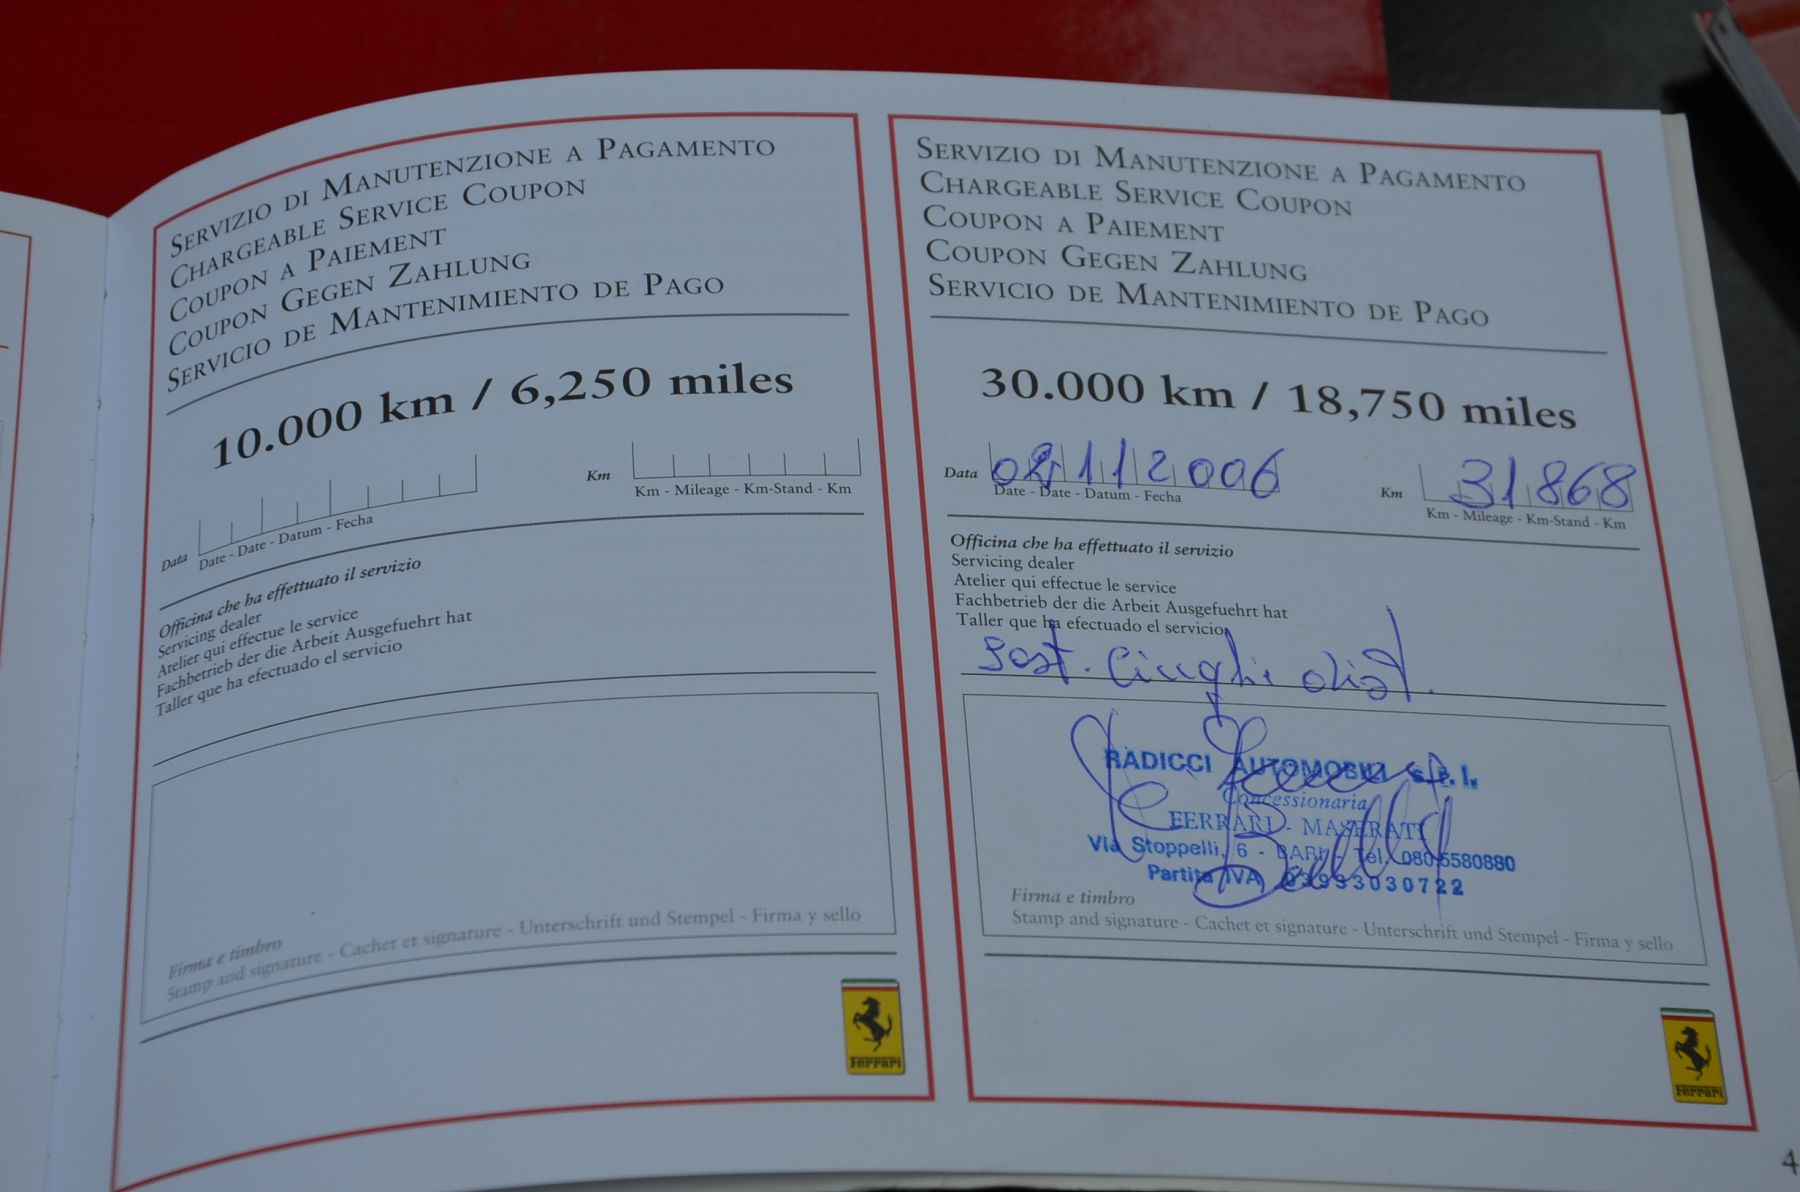 SERVIZIO DI MANUTENZIONE A PAGAMENTO
CHARGEABLE SERVICE COUPON
COUPON A PAIEMENT
COUPON GEGEN ZAHLUNG
SERVICIO DE MANTENIMIENTO DE PAGO
10.000 km / 6,250 miles
Data
Date - Date - Datum - Fecha
Km
Km - Mileage - Km-Stand - Km
Officina che ha effettuato il servizio
Servicing dealer
Atelier qui effectue le service
Fachbetrieb der die Arbeit Ausgefuehrt hat
Taller que ha efectuado el servicio
Firma e timbro
Stamp and signature - Cachet et signature - Unterschrift und Stempel - Firma y sello
Ferrari
SERVIZIO DI MANUTENZIONE A PAGAMENTO
CHARGEABLE SERVICE COUPON
COUPON A PAIEMENT
COUPON GEGEN ZAHLUNG
SERVICIO DE MANTENIMIENTO DE PAGO
30.000 km / 18,750 miles
Data 02112006
Date - Date - Datum - Fecha
Km 31868
Km - Mileage - Km-Stand - Km
Officina che ha effettuato il servizio
Servicing dealer
Atelier qui effectue le service
Fachbetrieb der die Arbeit Ausgefuehrt hat
Taller que ha efectuado el servicio
Sost. Cinghi dist.
RADICCI AUTOMOBILI s.r.l.
Concessionaria
FERRARI - MASERATI
Via Stoppelli, 6 - BARI - Tel. 080.5580880
Partita IVA 03993030722
Firma e timbro
Stamp and signature - Cachet et signature - Unterschrift und Stempel - Firma y sello
Ferrari
4